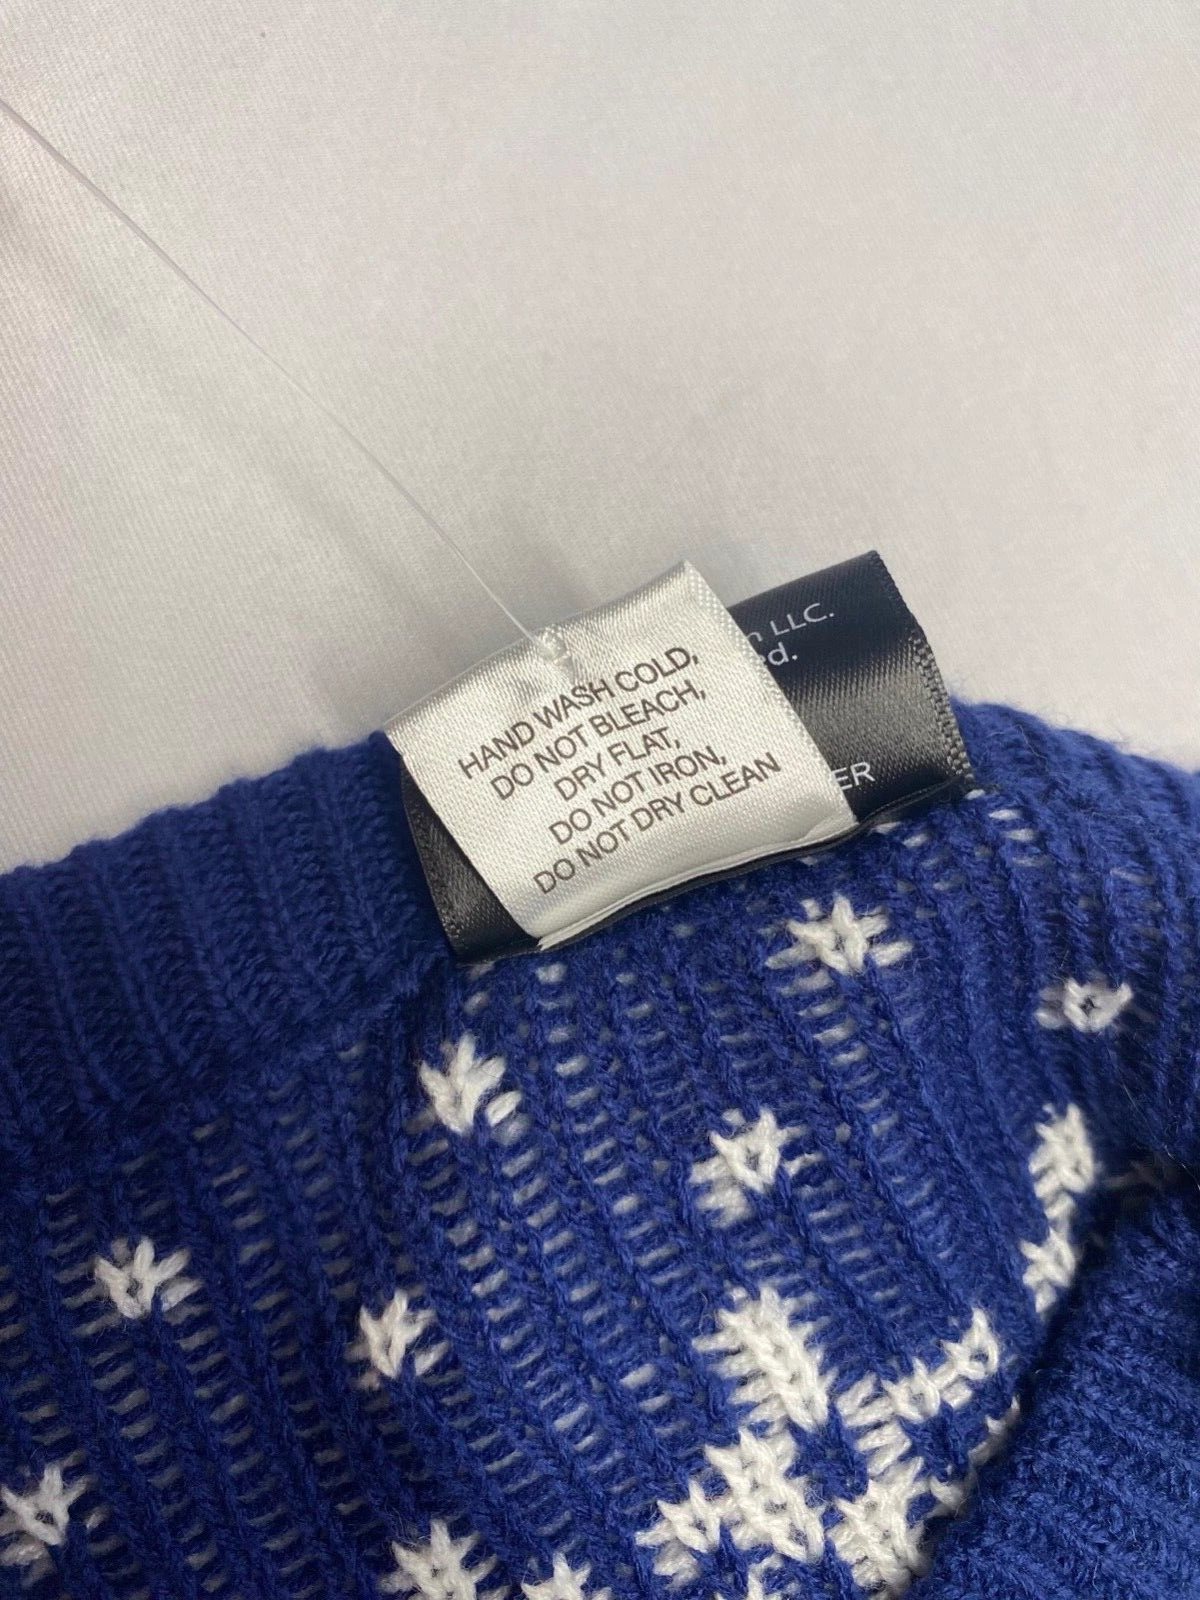 HAND WASH COLD,
DO NOT BLEACH,
DRY FLAT,
DO NOT IRON,
DO NOT DRY CLEAN
LLC.